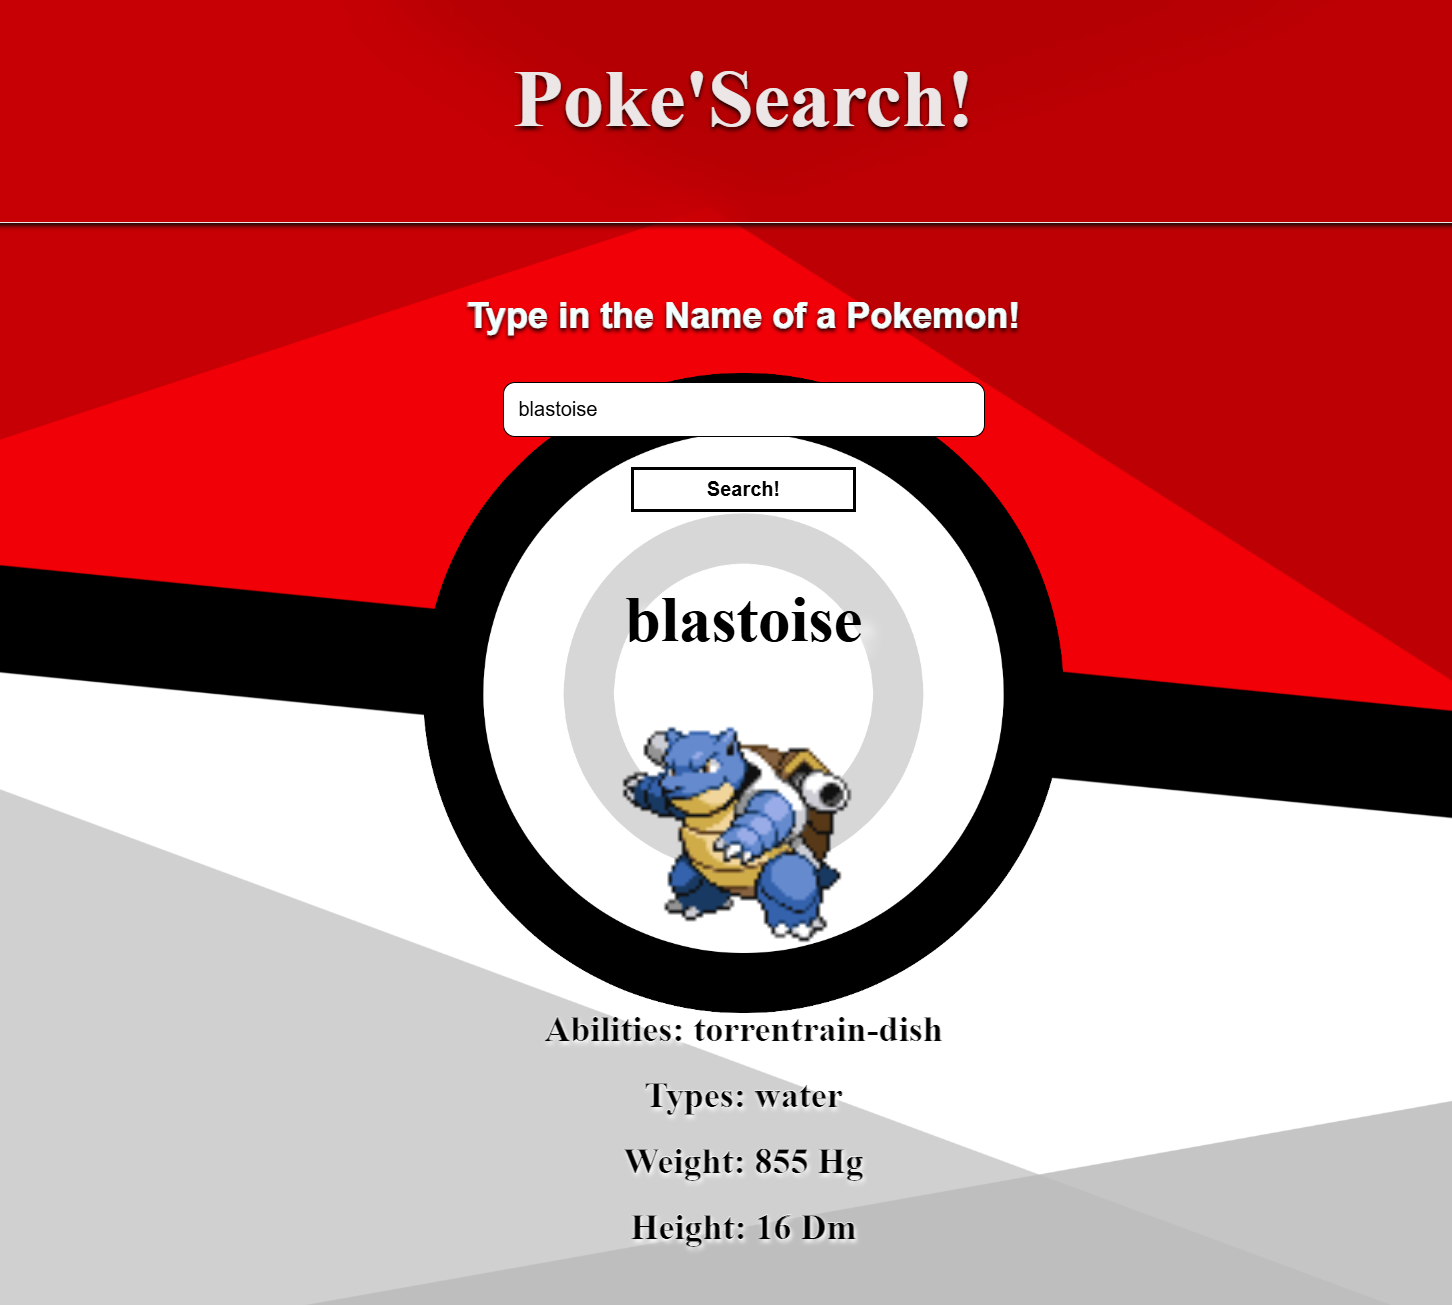 Poke'Search!
Type in the Name of a Pokemon!
blastoise
Search!
blastoise
Abilities: torrentrain-dish
Types: water
Weight: 855 Hg
Height: 16 Dm